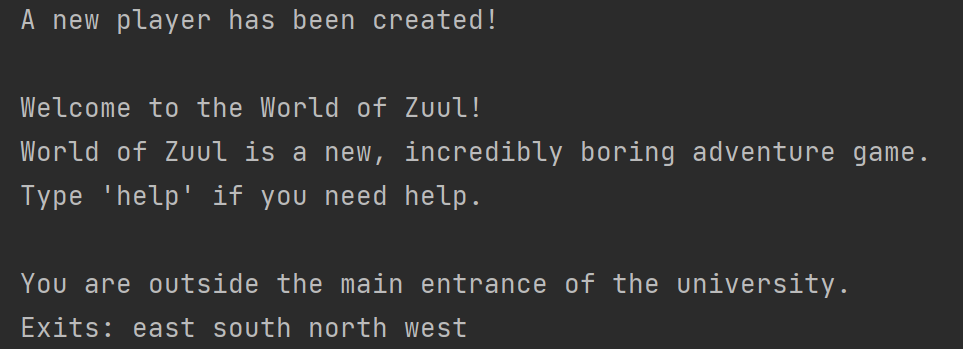 A new player has been created!
Welcome to the World of Zuul!
World of Zuul is a new, incredibly boring adventure game.
Type 'help' if you need help.
You are outside the main entrance of the university.
Exits: east south north west